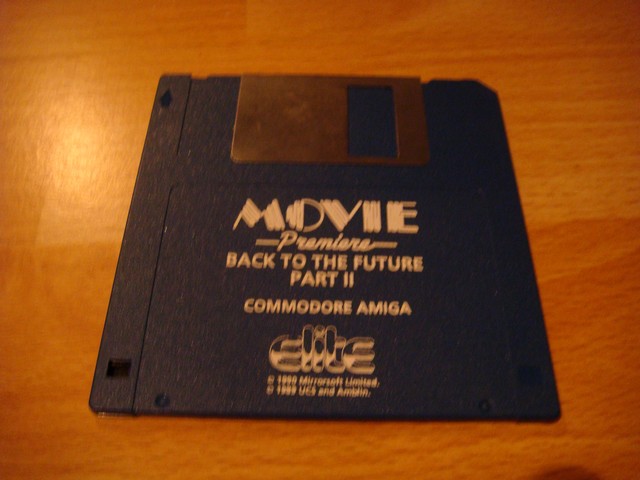 MOVIE
Premiere
BACK TO THE FUTURE
PART II
COMMODORE AMIGA
elite
© 1990 Mirrorsoft Limited.
© 1989 UCS and Amblin.